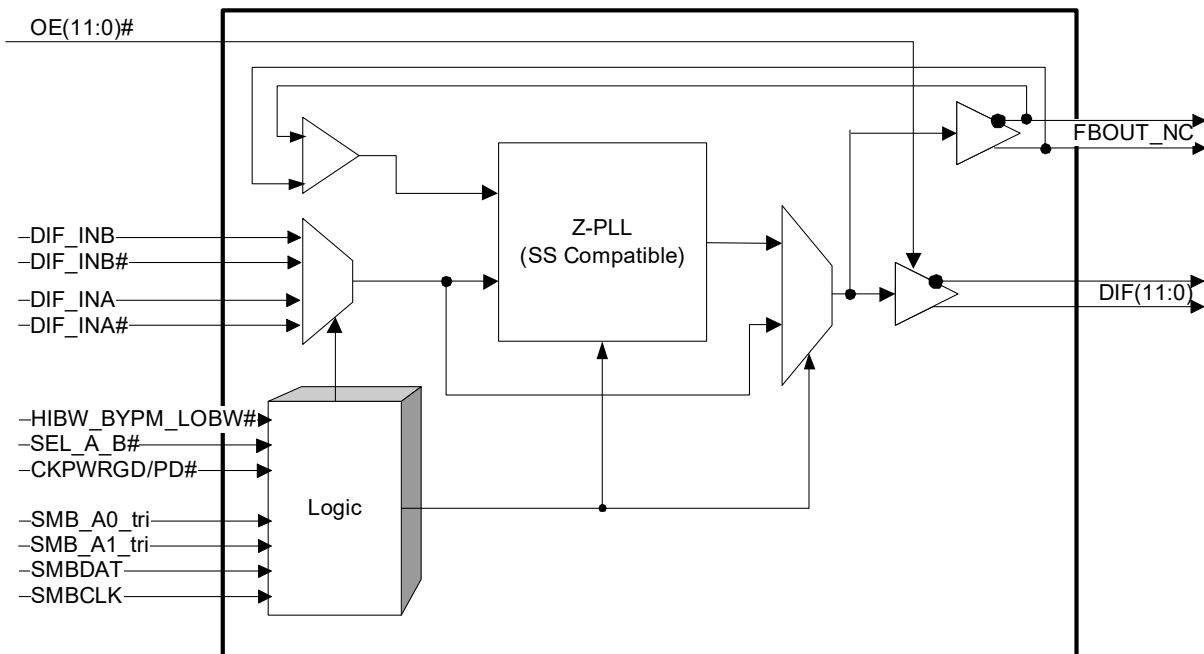 OE(11:0)#
FBOUT_NC
Z-PLL
(SS Compatible)
DIF_INB
DIF_INB#
DIF_INA
DIF_INA#
DIF(11:0)
HIBW_BYPM_LOBW#
SEL_A_B#
CKPWRGD/PD#
Logic
SMB_A0_tri
SMB_A1_tri
SMBDAT
SMBCLK